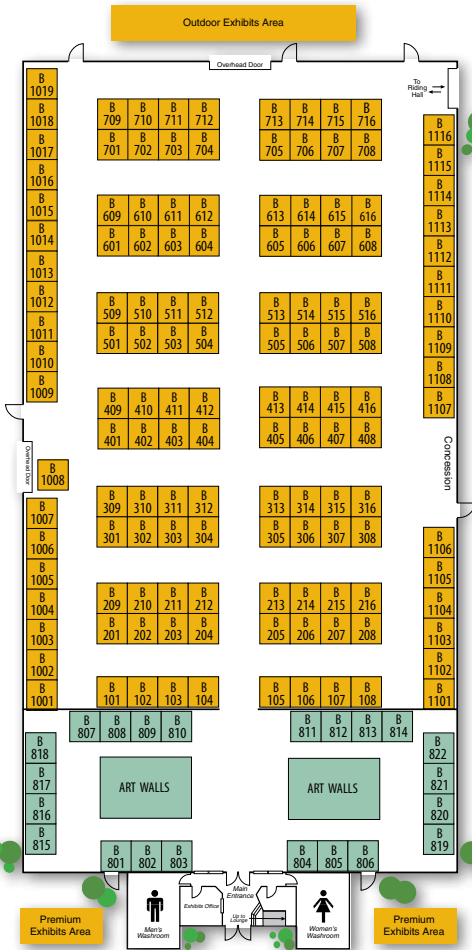 Outdoor Exhibits Area
Overhead Door
To
Riding
Hall
B
1019
B
1018
B
1017
B
1016
B
1015
B
1014
B
1013
B
1012
B
1011
B
1010
B
1009
Overhead Door
B
1008
B
1007
B
1006
B
1005
B
1004
B
1003
B
1002
B
1001
B B B B
709 710 711 712
B B B B
701 702 703 704
B B B B
713 714 715 716
B B B B
705 706 707 708
B B B B
609 610 611 612
B B B B
601 602 603 604
B B B B
613 614 615 616
B B B B
605 606 607 608
B B B B
509 510 511 512
B B B B
501 502 503 504
B B B B
513 514 515 516
B B B B
505 506 507 508
B B B B
409 410 411 412
B B B B
401 402 403 404
B B B B
413 414 415 416
B B B B
405 406 407 408
B B B B
309 310 311 312
B B B B
301 302 303 304
B B B B
313 314 315 316
B B B B
305 306 307 308
B B B B
209 210 211 212
B B B B
201 202 203 204
B B B B
213 214 215 216
B B B B
205 206 207 208
B B B B
101 102 103 104
B B B B
105 106 107 108
B
1116
B
1115
B
1114
B
1113
B
1112
B
1111
B
1110
B
1109
B
1108
B
1107
Concession
B
1106
B
1105
B
1104
B
1103
B
1102
B
1101
B B B B
807 808 809 810
B B B B
811 812 813 814
B
818
B
817
B
816
B
815
ART WALLS
ART WALLS
B
822
B
821
B
820
B
819
B B B
801 802 803
B B B
804 805 806
Premium
Exhibits Area
Men's
Washroom
Exhibits Office
Main
Entrance
Up to
Lounge
Women's
Washroom
Premium
Exhibits Area